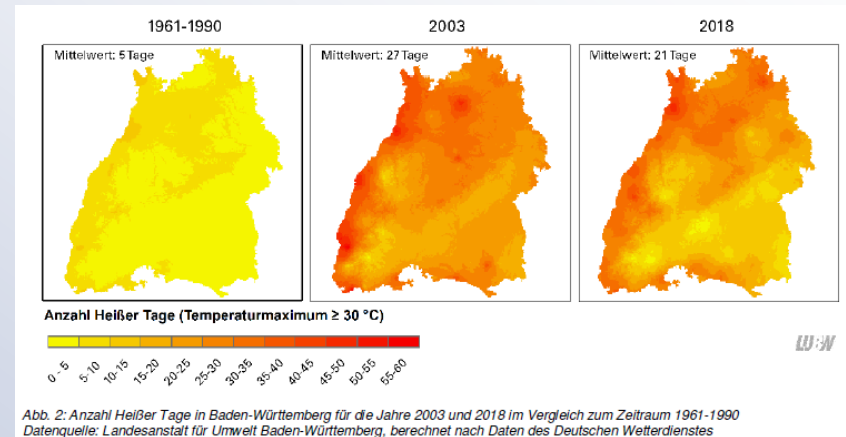 1961-1990
2003
2018
Mittelwert: 5 Tage
Mittelwert: 27 Tage
Mittelwert: 21 Tage
Anzahl Heißer Tage (Temperaturmaximum ≥ 30 °C)
0 - 5
5-10
10-15
15-20
20-25
25-30
30-35
35-40
40-45
45-50
50-55
55-60
LUBW
Abb. 2: Anzahl Heißer Tage in Baden-Württemberg für die Jahre 2003 und 2018 im Vergleich zum Zeitraum 1961-1990
Datenquelle: Landesanstalt für Umwelt Baden-Württemberg, berechnet nach Daten des Deutschen Wetterdienstes